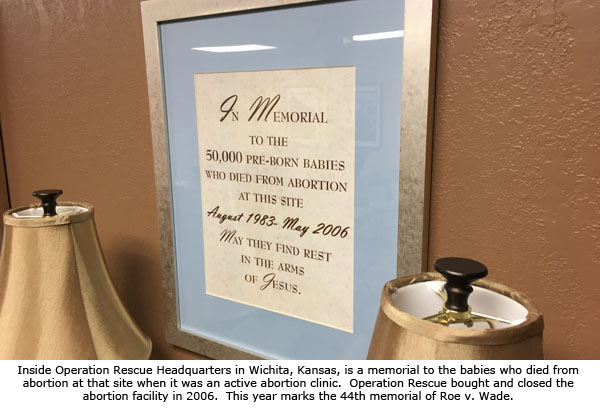 In Memorial
to the
50,000 pre-born babies
who died from abortion
at this site
August 1983- May 2006
May they find rest
in the arms
of Jesus.
Inside Operation Rescue Headquarters in Wichita, Kansas, is a memorial to the babies who died from
abortion at that site when it was an active abortion clinic.  Operation Rescue bought and closed the
abortion facility in 2006.  This year marks the 44th memorial of Roe v. Wade.